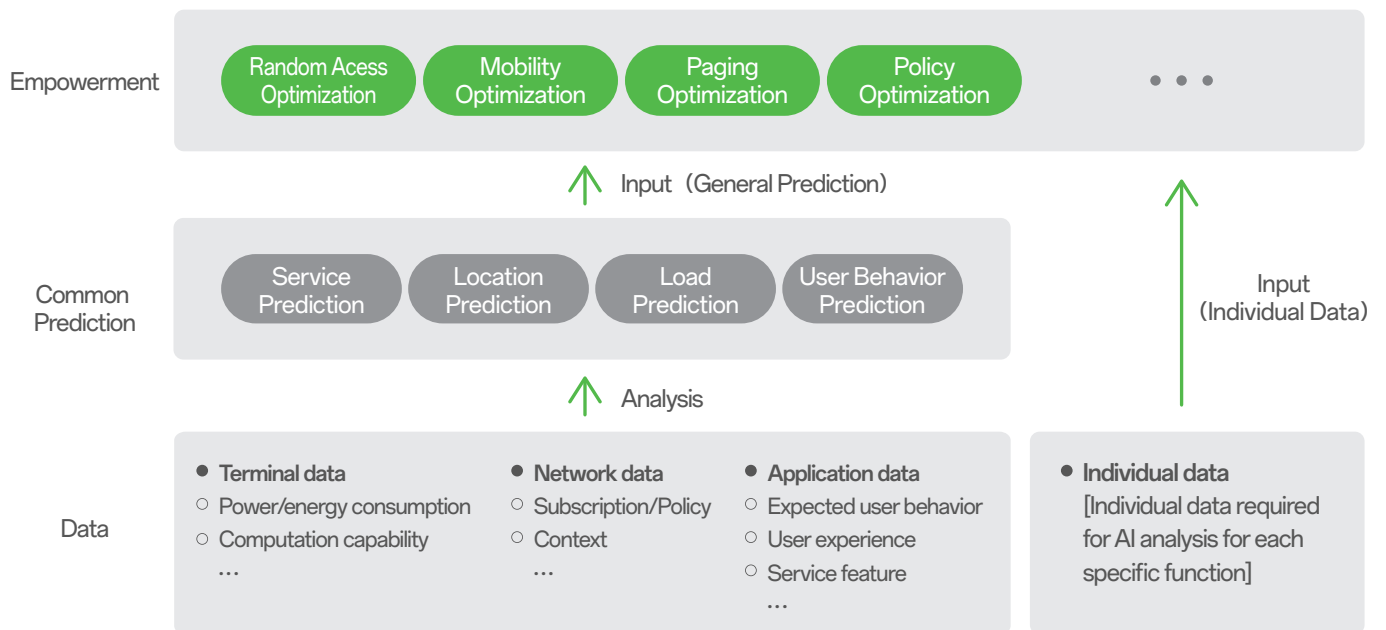 Empowerment
Random Acess
Optimization
Mobility
Optimization
Paging
Optimization
Policy
Optimization
• • •
Input（General Prediction）
Common
Prediction
Service
Prediction
Location
Prediction
Load
Prediction
User Behavior
Prediction
Input
（Individual Data）
Analysis
Data
● Terminal data
○ Power/energy consumption
○ Computation capability
...
● Network data
○ Subscription/Policy
○ Context
...
● Application data
○ Expected user behavior
○ User experience
○ Service feature
...
● Individual data
[Individual data required
for AI analysis for each
specific function]